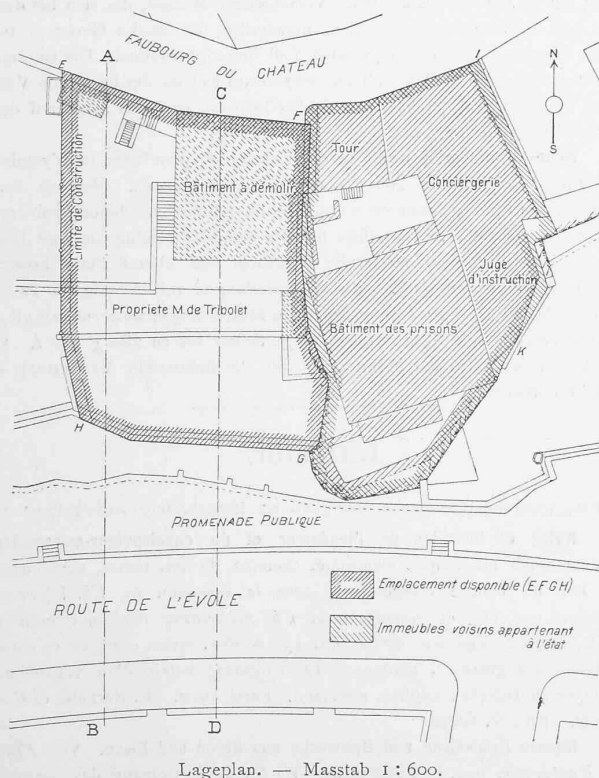 FAUBOURG DU CHATEAU
E
A
C
F
I
N
S
Tour
Conciérgerie
Bâtiment à démolir
Limite de Construction
Juge
d'instruction
Propriete M. de Tribolet
Bâtiment des prisons
K
H
G
PROMENADE PUBLIQUE
ROUTE DE L'ÉVOLE
Emplacement disponible (EFGH)
Immeubles voisins appartenant
à l'état
B
D
Lageplan. — Masstab 1 : 600.